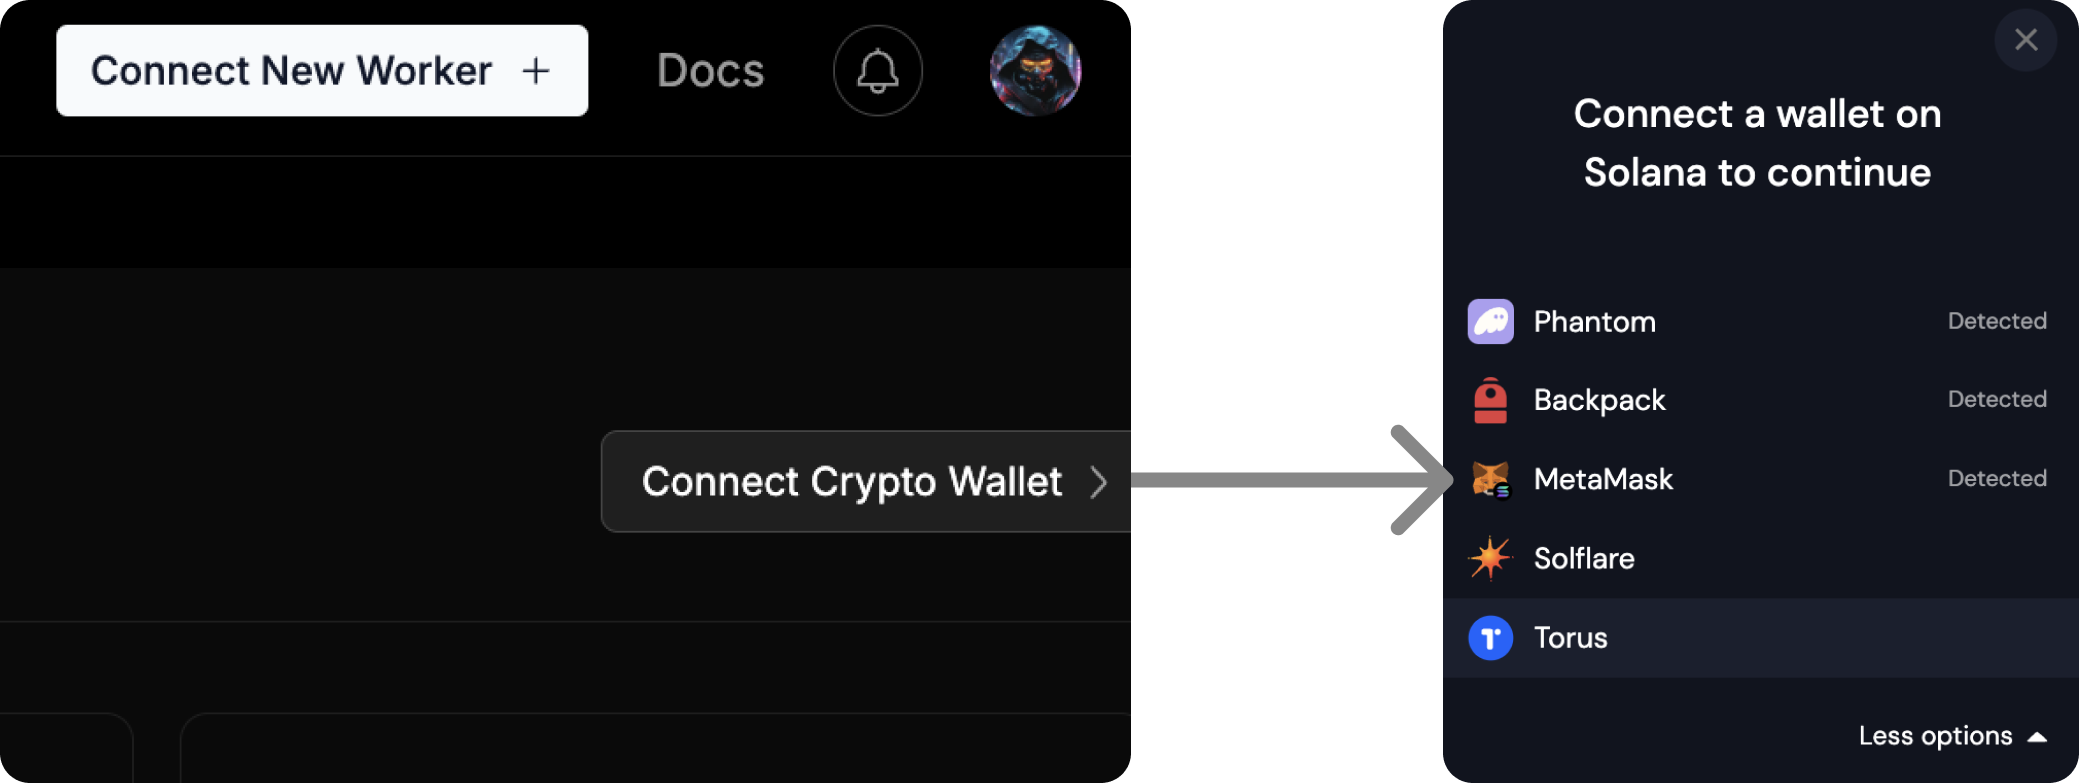 Connect New Worker +
Docs
Connect Crypto Wallet
Connect a wallet on
Solana to continue
Phantom Detected
Backpack Detected
MetaMask Detected
Solflare
Torus
Less options